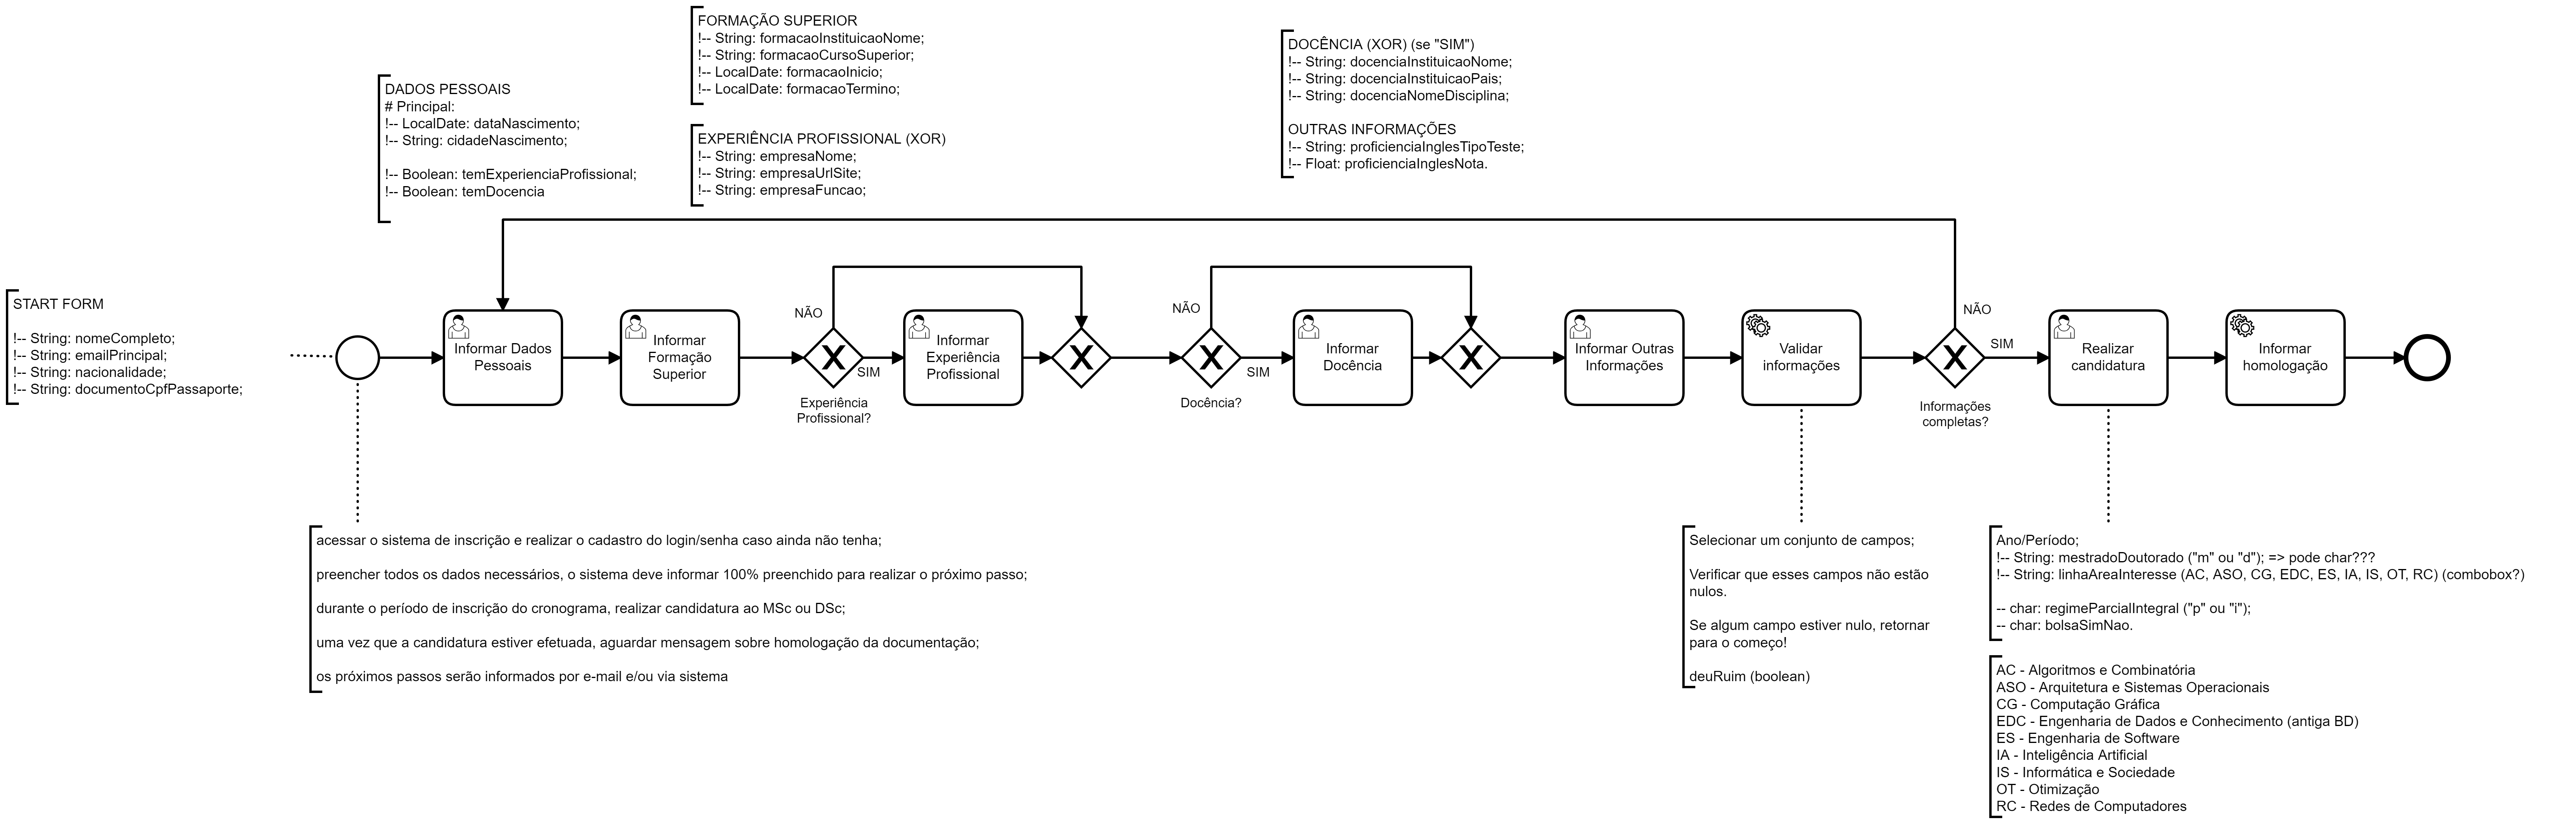 FORMAÇÃO SUPERIOR
!-- String: formacaoInstituicaoNome;
!-- String: formacaoCursoSuperior;
!-- LocalDate: formacaoInicio;
!-- LocalDate: formacaoTermino;
DOCÊNCIA (XOR) (se "SIM")
!-- String: docenciaInstituicaoNome;
!-- String: docenciaInstituicaoPais;
!-- String: docenciaNomeDisciplina;
OUTRAS INFORMAÇÕES
!-- String: proficienciaInglesTipoTeste;
!-- Float: proficienciaInglesNota.
DADOS PESSOAIS
# Principal:
!-- LocalDate: dataNascimento;
!-- String: cidadeNascimento;
!-- Boolean: temExperienciaProfissional;
!-- Boolean: temDocencia
EXPERIÊNCIA PROFISSIONAL (XOR)
!-- String: empresaNome;
!-- String: empresaUrlSite;
!-- String: empresaFuncao;
START FORM
!-- String: nomeCompleto;
!-- String: emailPrincipal;
!-- String: nacionalidade;
!-- String: documentoCpfPassaporte;
Informar Dados
Pessoais
Informar
Formação
Superior
NÃO
SIM
Experiência
Profissional?
Informar
Experiência
Profissional
NÃO
SIM
Docência?
Informar
Docência
Informar Outras
Informações
Validar
informações
NÃO
SIM
Informações
completas?
Realizar
candidatura
Informar
homologação
acessar o sistema de inscrição e realizar o cadastro do login/senha caso ainda não tenha;
preencher todos os dados necessários, o sistema deve informar 100% preenchido para realizar o próximo passo;
durante o período de inscrição do cronograma, realizar candidatura ao MSc ou DSc;
uma vez que a candidatura estiver efetuada, aguardar mensagem sobre homologação da documentação;
os próximos passos serão informados por e-mail e/ou via sistema
Selecionar um conjunto de campos;
Verificar que esses campos não estão
nulos.
Se algum campo estiver nulo, retornar
para o começo!
deuRuim (boolean)
Ano/Período;
!-- String: mestradoDoutorado ("m" ou "d"); => pode char???
!-- String: linhaAreaInteresse (AC, ASO, CG, EDC, ES, IA, IS, OT, RC) (combobox?)
-- char: regimeParcialIntegral ("p" ou "i");
-- char: bolsaSimNao.
AC - Algoritmos e Combinatória
ASO - Arquitetura e Sistemas Operacionais
CG - Computação Gráfica
EDC - Engenharia de Dados e Conhecimento (antiga BD)
ES - Engenharia de Software
IA - Inteligência Artificial
IS - Informática e Sociedade
OT - Otimização
RC - Redes de Computadores